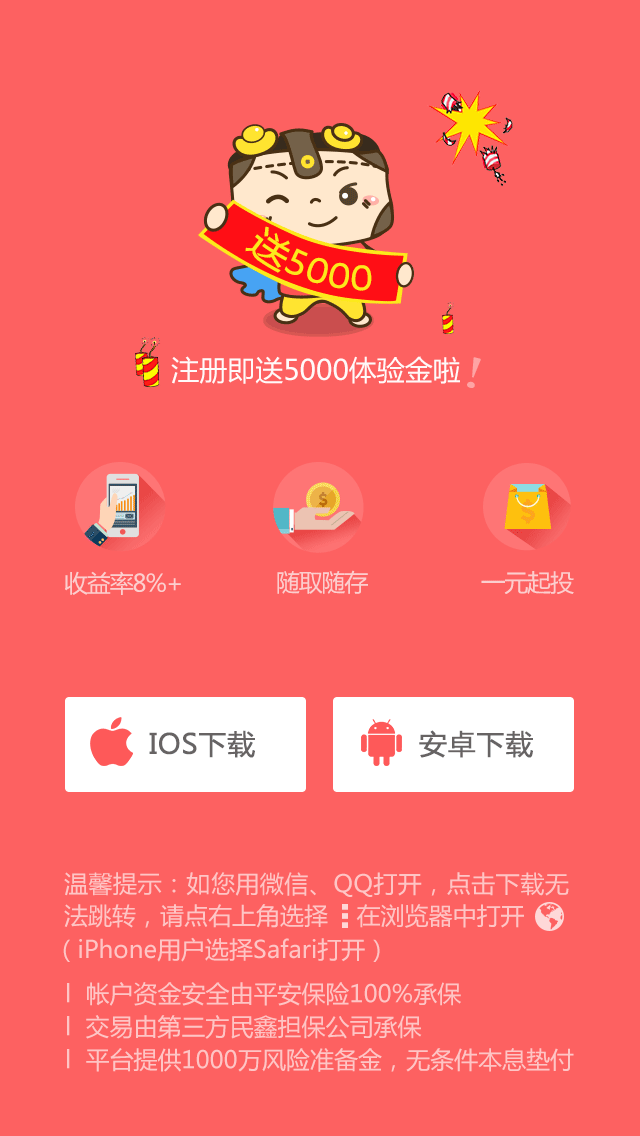 送5000
注册即送5000体验金啦!
收益率8%+
随取随存
一元起投
IOS下载
安卓下载
温馨提示：如您用微信、QQ打开，点击下载无
法跳转，请点右上角选择 在浏览器中打开
（iPhone用户选择Safari打开）
帐户资金安全由平安保险100%承保
交易由第三方民鑫担保公司承保
平台提供1000万风险准备金，无条件本息垫付